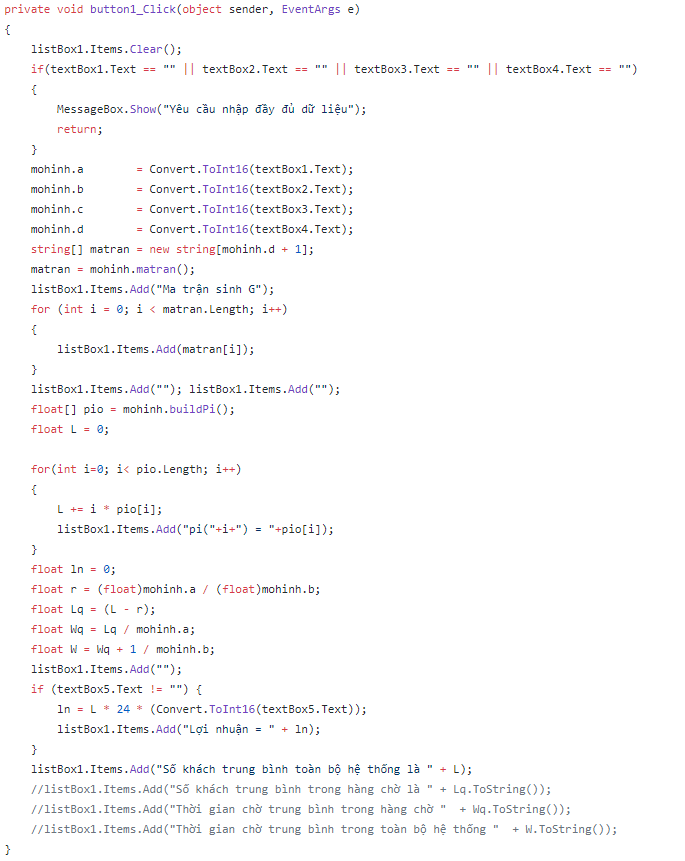 private void button1_Click(object sender, EventArgs e)
{
    listBox1.Items.Clear();
    if(textBox1.Text == "" || textBox2.Text == "" || textBox3.Text == "" || textBox4.Text == "")
    {
        MessageBox.Show("Yêu cầu nhập đầy đủ dữ liệu");
        return;
    }
    mohinh.a        = Convert.ToInt16(textBox1.Text);
    mohinh.b        = Convert.ToInt16(textBox2.Text);
    mohinh.c        = Convert.ToInt16(textBox3.Text);
    mohinh.d        = Convert.ToInt16(textBox4.Text);
    string[] matran = new string[mohinh.d + 1];
    matran = mohinh.matran();
    listBox1.Items.Add("Ma trận sinh G");
    for (int i = 0; i < matran.Length; i++)
    {
        listBox1.Items.Add(matran[i]);
    }
    listBox1.Items.Add(""); listBox1.Items.Add("");
    float[] pio = mohinh.buildPi();
    float L = 0;

    for(int i=0; i< pio.Length; i++)
    {
        L += i * pio[i];
        listBox1.Items.Add("pi("+i+") = "+pio[i]);
    }
    float ln = 0;
    float r = (float)mohinh.a / (float)mohinh.b;
    float Lq = (L - r);
    float Wq = Lq / mohinh.a;
    float W = Wq + 1 / mohinh.b;
    listBox1.Items.Add("");
    if (textBox5.Text != "") {
        ln = L * 24 * (Convert.ToInt16(textBox5.Text));
        listBox1.Items.Add("Lợi nhuận = " + ln);
    }
    listBox1.Items.Add("Số khách trung bình toàn bộ hệ thống là " + L);
    //listBox1.Items.Add("Số khách trung bình trong hàng chờ là " + Lq.ToString());
    //listBox1.Items.Add("Thời gian chờ trung bình trong hàng chờ "  + Wq.ToString());
    //listBox1.Items.Add("Thời gian chờ trung bình trong toàn bộ hệ thống "  + W.ToString());
}